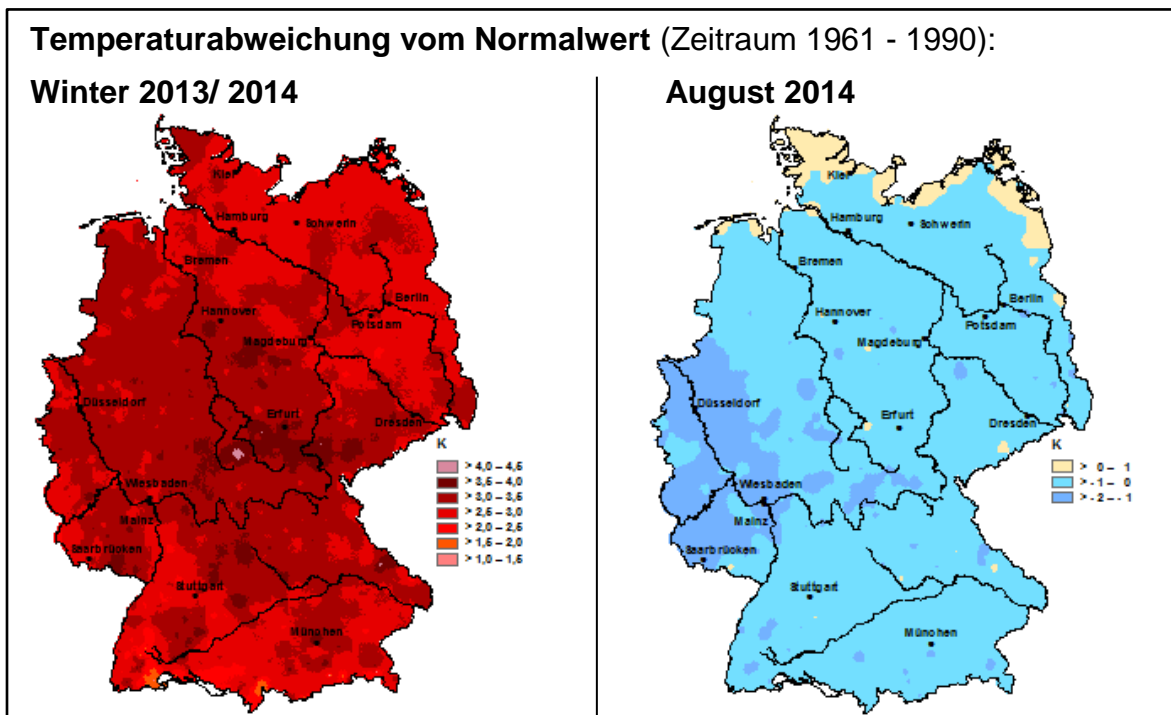 Temperaturabweichung vom Normalwert (Zeitraum 1961 - 1990):
Winter 2013/ 2014
Kiel
Hamburg
Schwerin
Bremen
Berlin
Hannover
Potsdam
Magdeburg
Düsseldorf
Erfurt
Dresden
Wiesbaden
Mainz
Saarbrücken
Stuttgart
München
K
> 4,0 – 4,5
> 3,5 – 4,0
> 3,0 – 3,5
> 2,5 – 3,0
> 2,0 – 2,5
> 1,5 – 2,0
> 1,0 – 1,5
August 2014
Kiel
Hamburg
Schwerin
Bremen
Berlin
Hannover
Potsdam
Magdeburg
Düsseldorf
Erfurt
Dresden
Wiesbaden
Mainz
Saarbrücken
Stuttgart
München
K
> 0 – 1
> -1 – 0
> -2 – -1